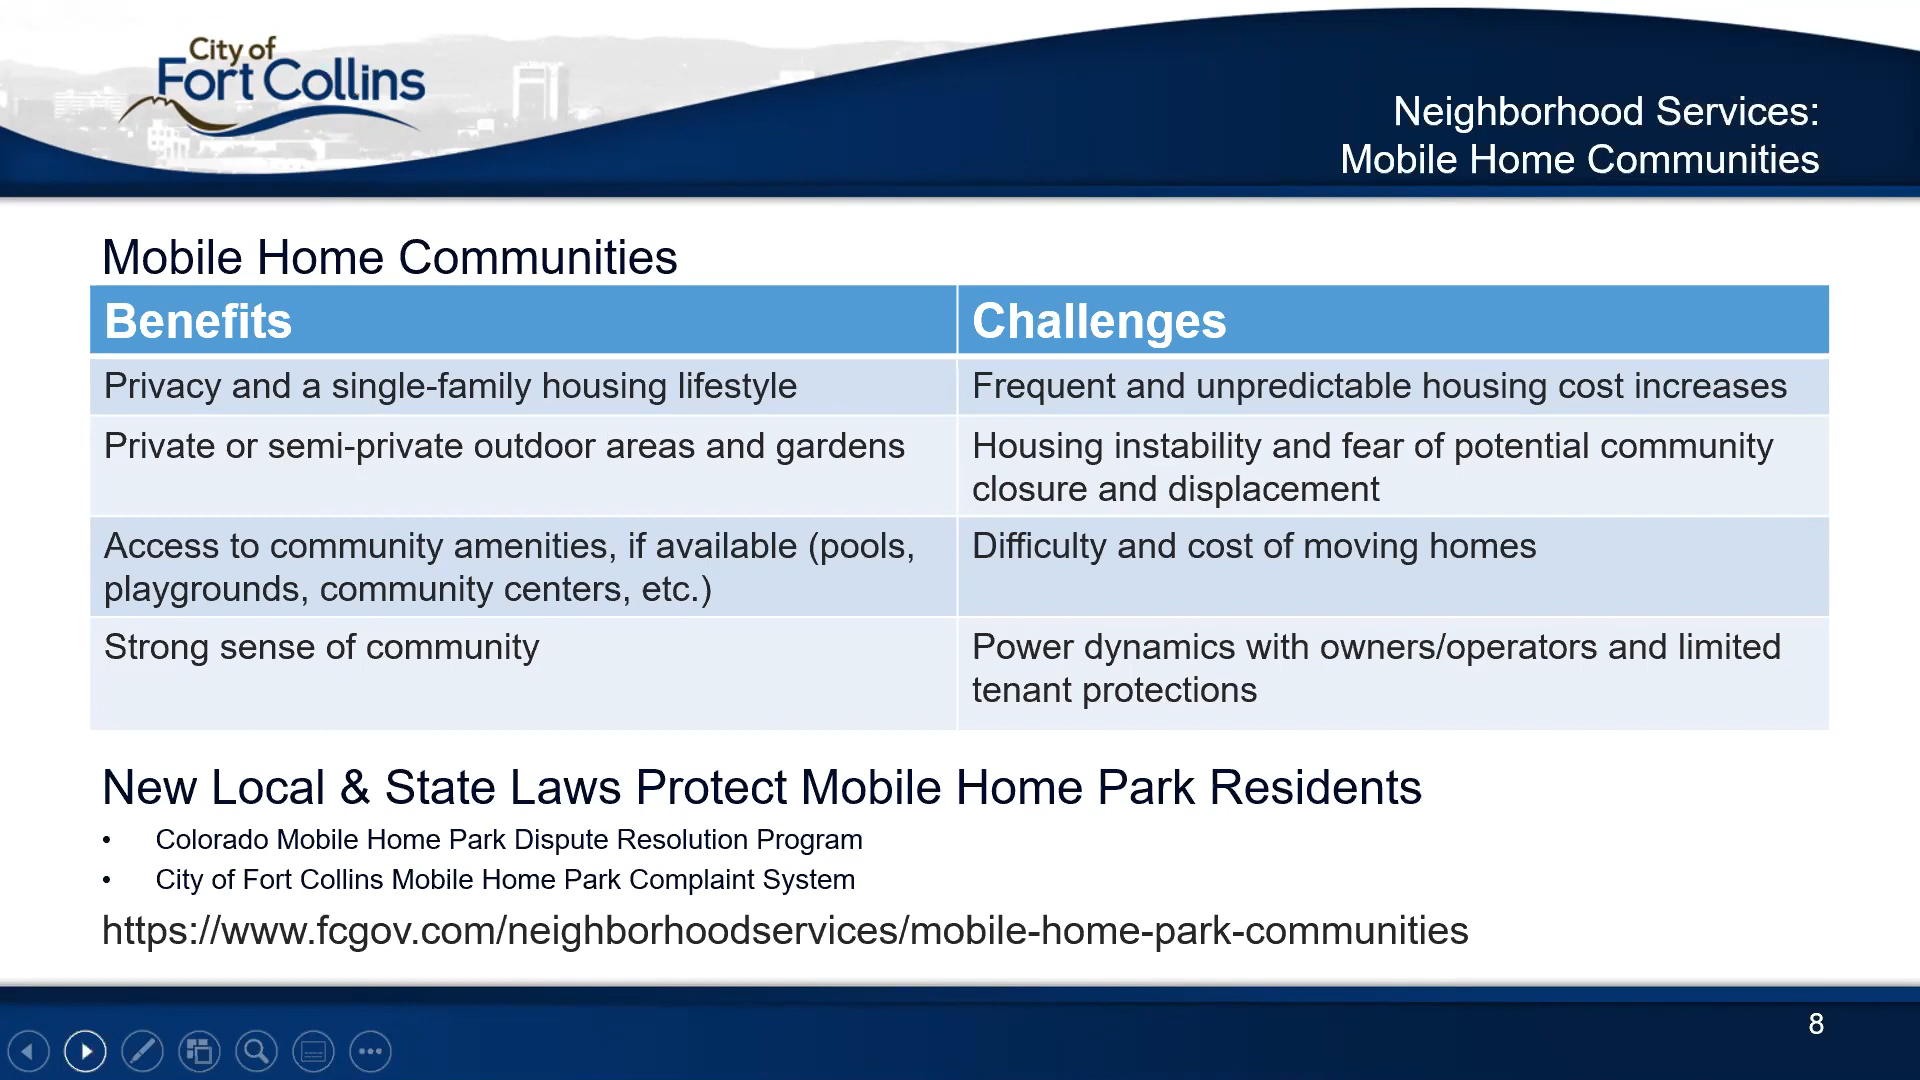 City of
Fort Collins
Neighborhood Services:
Mobile Home Communities
Mobile Home Communities
Benefits
Challenges
Privacy and a single-family housing lifestyle
Frequent and unpredictable housing cost increases
Private or semi-private outdoor areas and gardens
Housing instability and fear of potential community
closure and displacement
Access to community amenities, if available (pools,
playgrounds, community centers, etc.)
Difficulty and cost of moving homes
Strong sense of community
Power dynamics with owners/operators and limited
tenant protections
New Local & State Laws Protect Mobile Home Park Residents
• Colorado Mobile Home Park Dispute Resolution Program
• City of Fort Collins Mobile Home Park Complaint System
https://www.fcgov.com/neighborhoodservices/mobile-home-park-communities
8